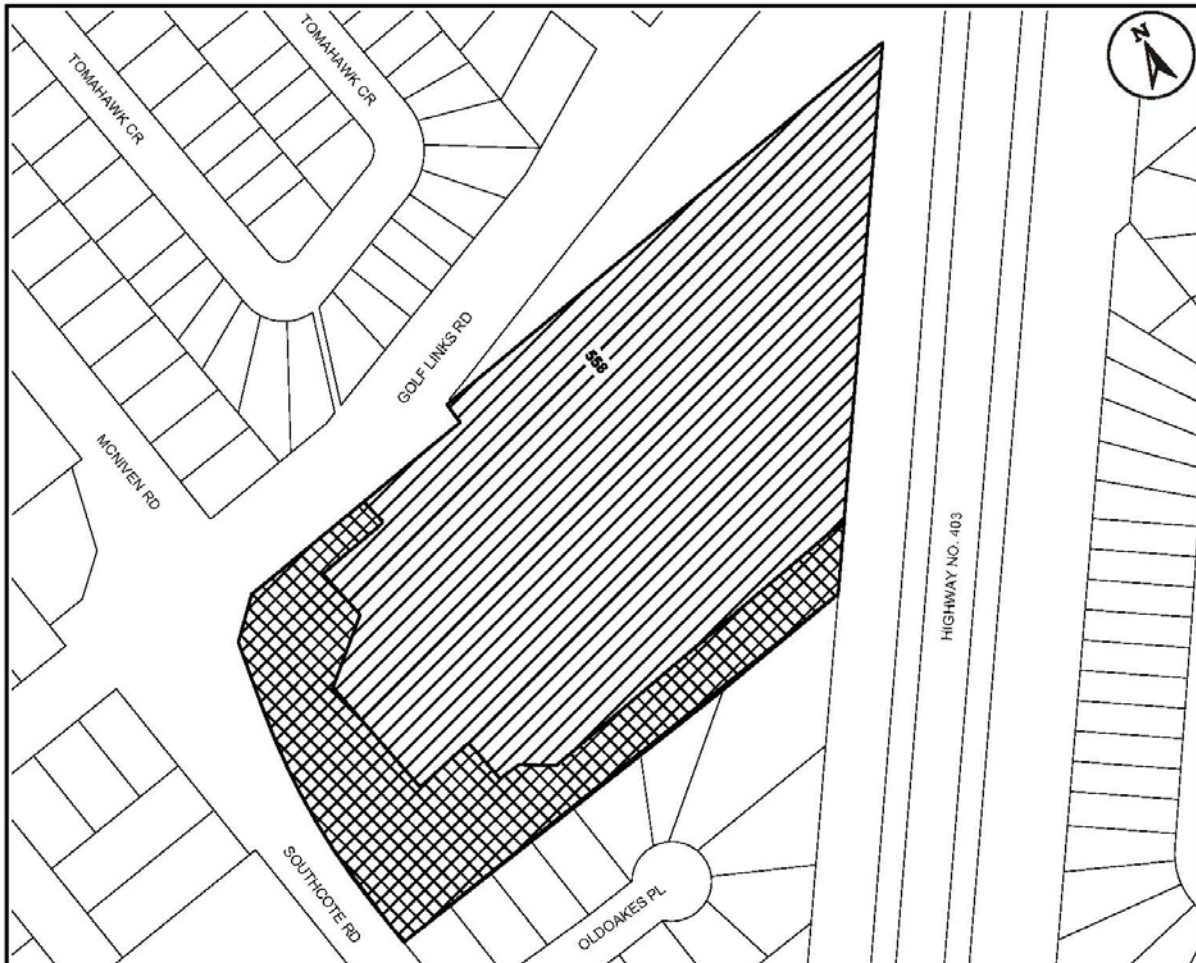 TOMAHAWK CR
TOMAHAWK CR
N
GOLF LINKS RD
558
MCNIVEN RD
HIGHWAY NO. 403
SOUTHCOTE RD
OLDOAKES PL